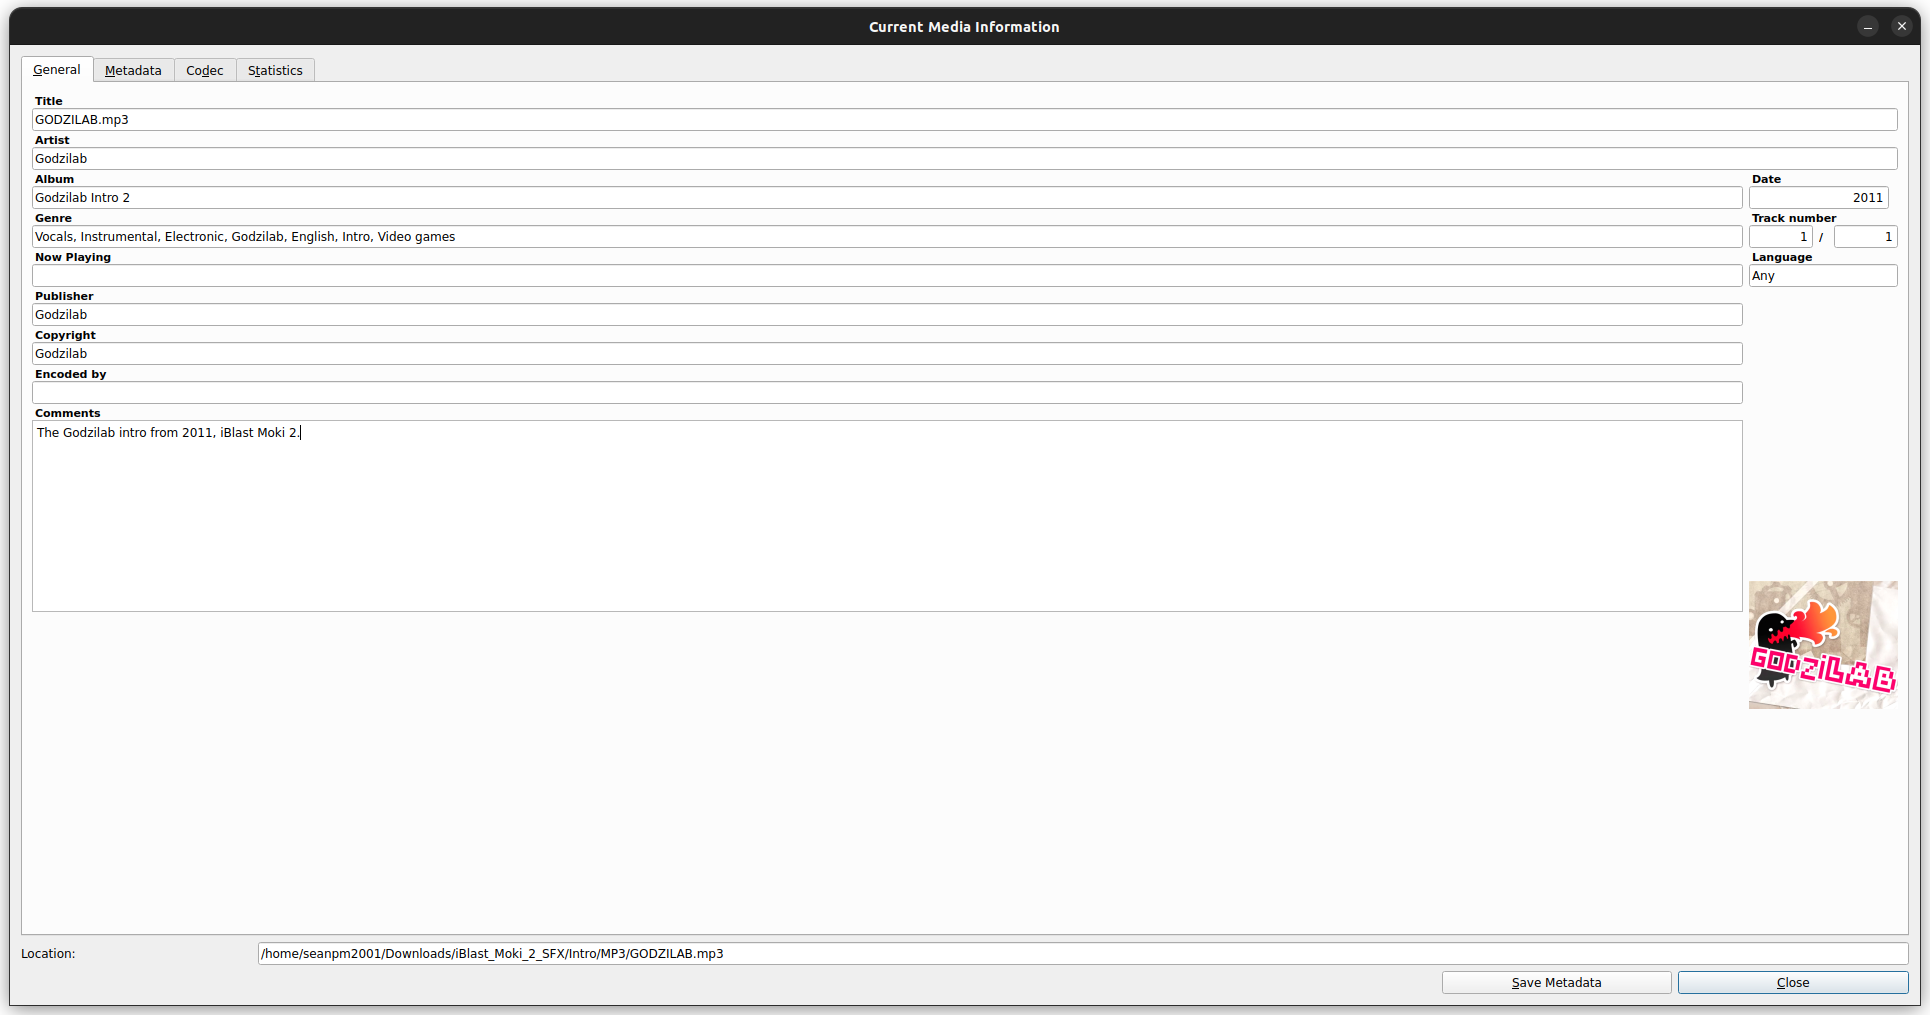 Current Media Information
General Metadata Codec Statistics
Title
GODZILAB.mp3
Artist
Godzilab
Album Date
Godzilab Intro 2 2011
Genre Track number
Vocals, Instrumental, Electronic, Godzilab, English, Intro, Video games 1 / 1
Now Playing Language
Any
Publisher
Godzilab
Copyright
Godzilab
Encoded by
Comments
The Godzilab intro from 2011, iBlast Moki 2.
GODZiLAB
Location: /home/seanpm2001/Downloads/iBlast_Moki_2_SFX/Intro/MP3/GODZILAB.mp3
Save Metadata Close